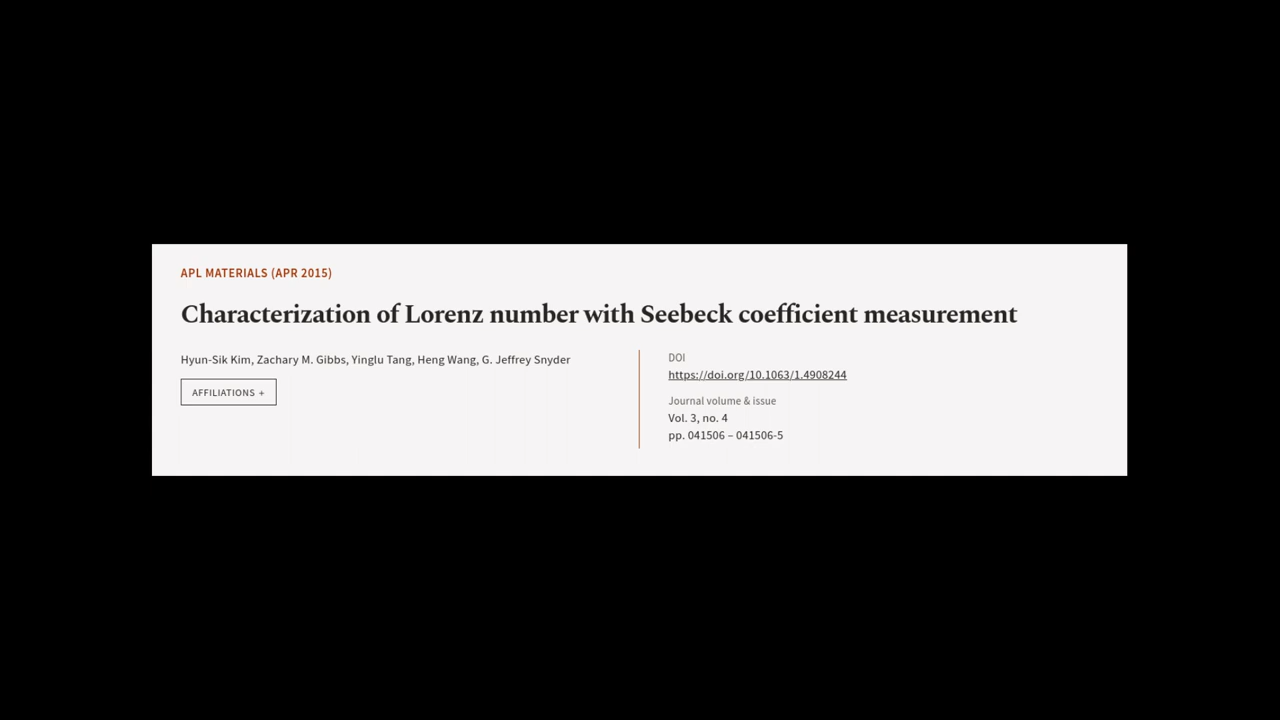 APL MATERIALS (APR 2015)
Characterization of Lorenz number with Seebeck coefficient measurement
Hyun-Sik Kim, Zachary M. Gibbs, Yinglu Tang, Heng Wang, G. Jeffrey Snyder
AFFILIATIONS +
DOI
https://doi.org/10.1063/1.4908244
Journal volume & issue
Vol. 3, no. 4
pp. 041506 – 041506-5